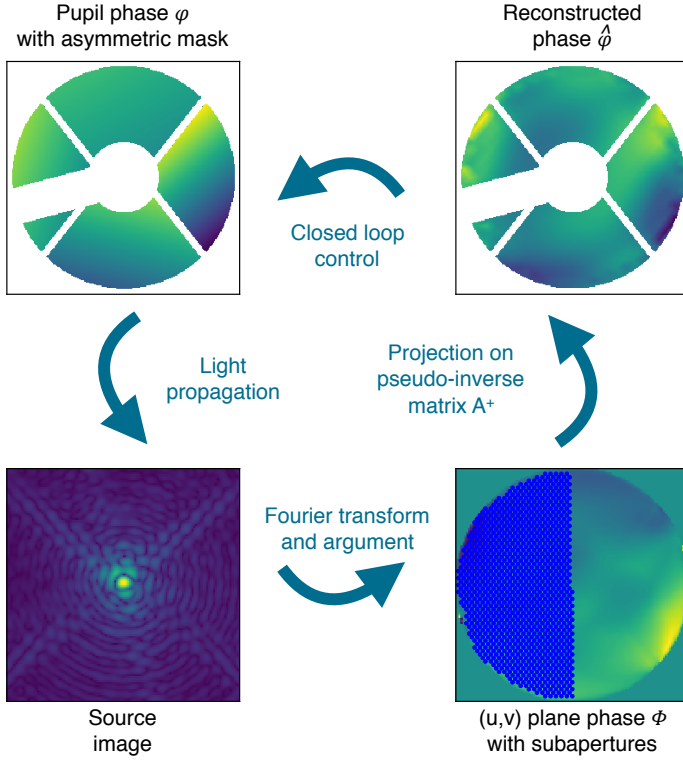 Pupil phase φ
with asymmetric mask
Reconstructed
phase φ̂
Closed loop
control
Light
propagation
Projection on
pseudo-inverse
matrix A⁺
Fourier transform
and argument
Source
image
(u,v) plane phase Φ
with subapertures